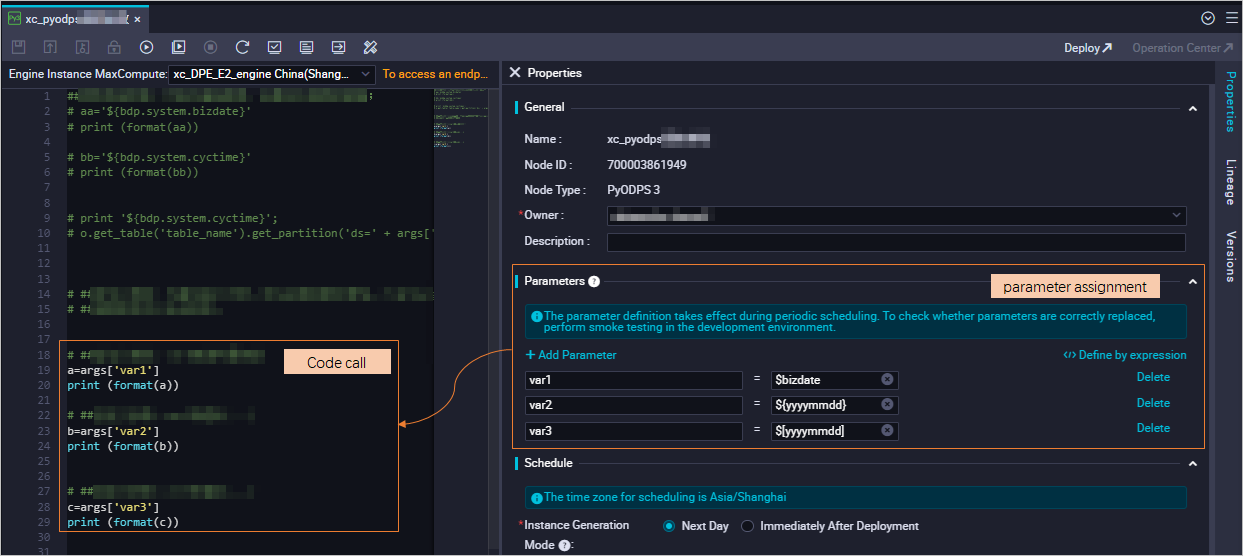 Py3 xc_pyodps
Deploy Operation Center
Engine Instance MaxCompute: xc_DPE_E2_engine China(Shang... To access an endp...
1 ## ;
2 # aa='${bdp.system.bizdate}'
3 # print (format(aa))
4
5 # bb='${bdp.system.cyctime}'
6 # print (format(bb))
7
8
9 # print '${bdp.system.cyctime}';
10 # o.get_table('table_name').get_partition('ds=' + args['
11
12
13
14 # ##
15 # ##
16
17
18 # ##
19 a=args['var1']
20 print (format(a))
21
22 # ##
23 b=args['var2']
24 print (format(b))
25
26
27 # ##
28 c=args['var3']
29 print (format(c))
30
31
Code call
Properties
General
Name : xc_pyodps
Node ID : 700003861949
Node Type : PyODPS 3
*Owner :
Description :
Parameters ?
parameter assignment
The parameter definition takes effect during periodic scheduling. To check whether parameters are correctly replaced,
perform smoke testing in the development environment.
+ Add Parameter </> Define by expression
var1 = $bizdate Delete
var2 = ${yyyymmdd} Delete
var3 = $[yyyymmdd] Delete
Schedule
The time zone for scheduling is Asia/Shanghai
*Instance Generation Next Day Immediately After Deployment
Mode ?:
Properties
Lineage
Versions